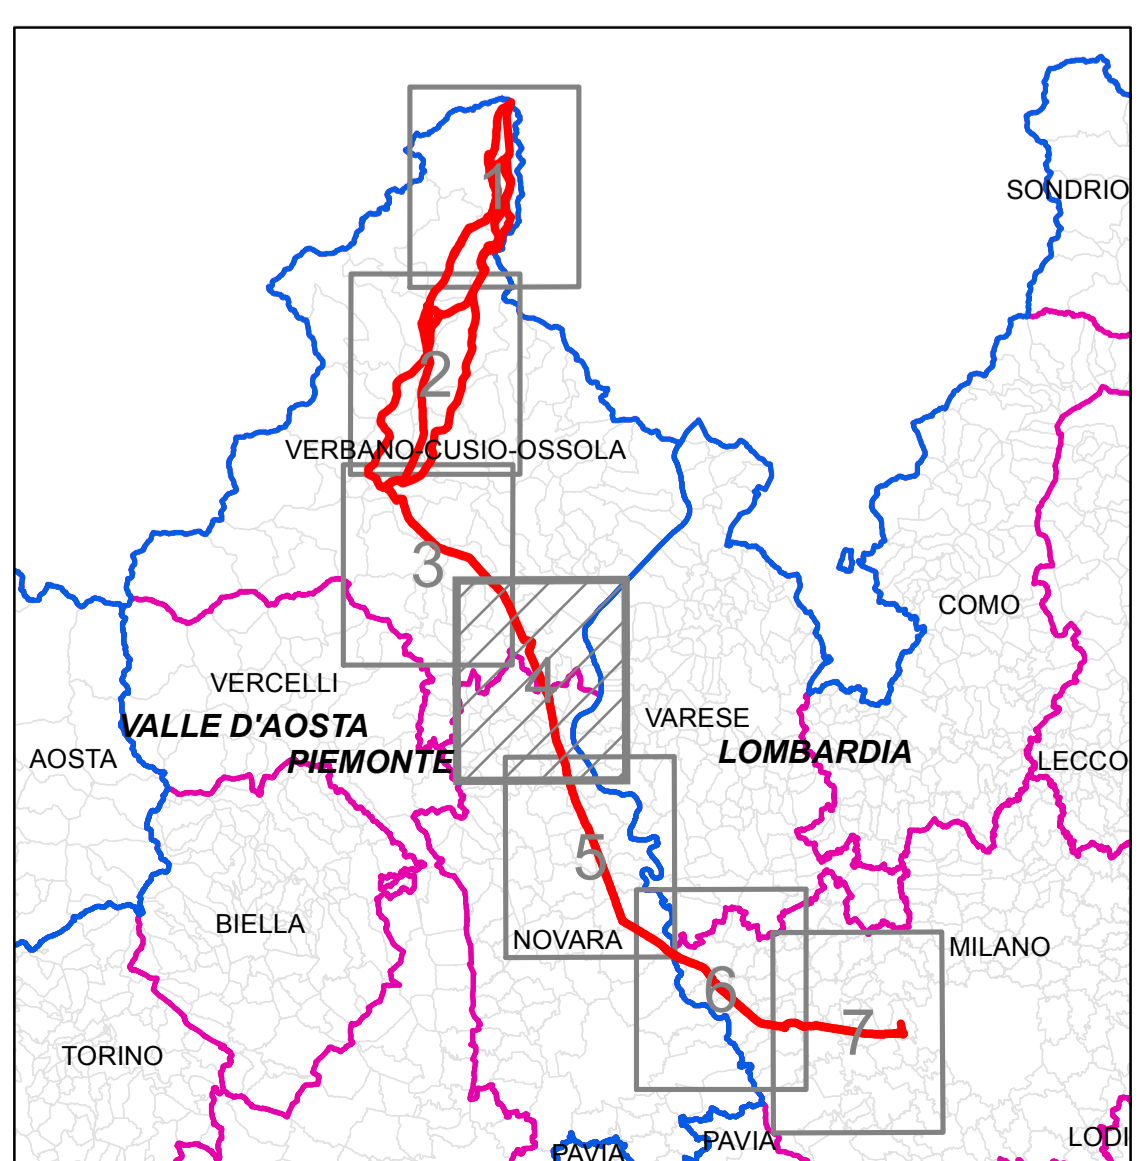 1
SONDRIO
2
VERBANO-CUSIO-OSSOLA
3
COMO
4
VERCELLI
VARESE
VALLE D'AOSTA
LOMBARDIA
AOSTA
PIEMONTE
LECCO
5
BIELLA
NOVARA
MILANO
6
7
TORINO
PAVIA
PAVIA
LODI